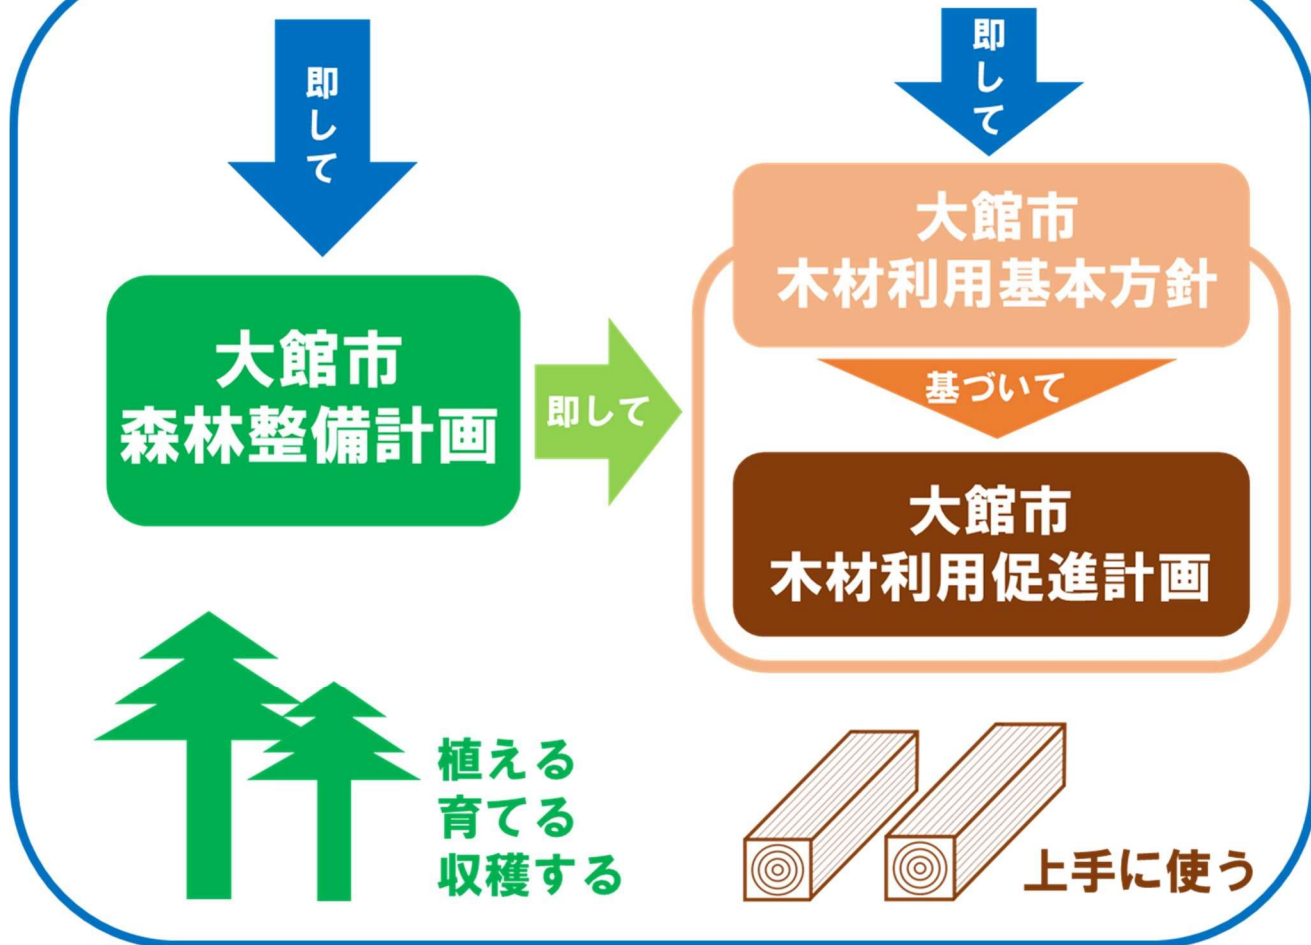 即して
即して
大館市
森林整備計画
即して
大館市
木材利用基本方針
基づいて
大館市
木材利用促進計画
植える
育てる
収穫する
上手に使う